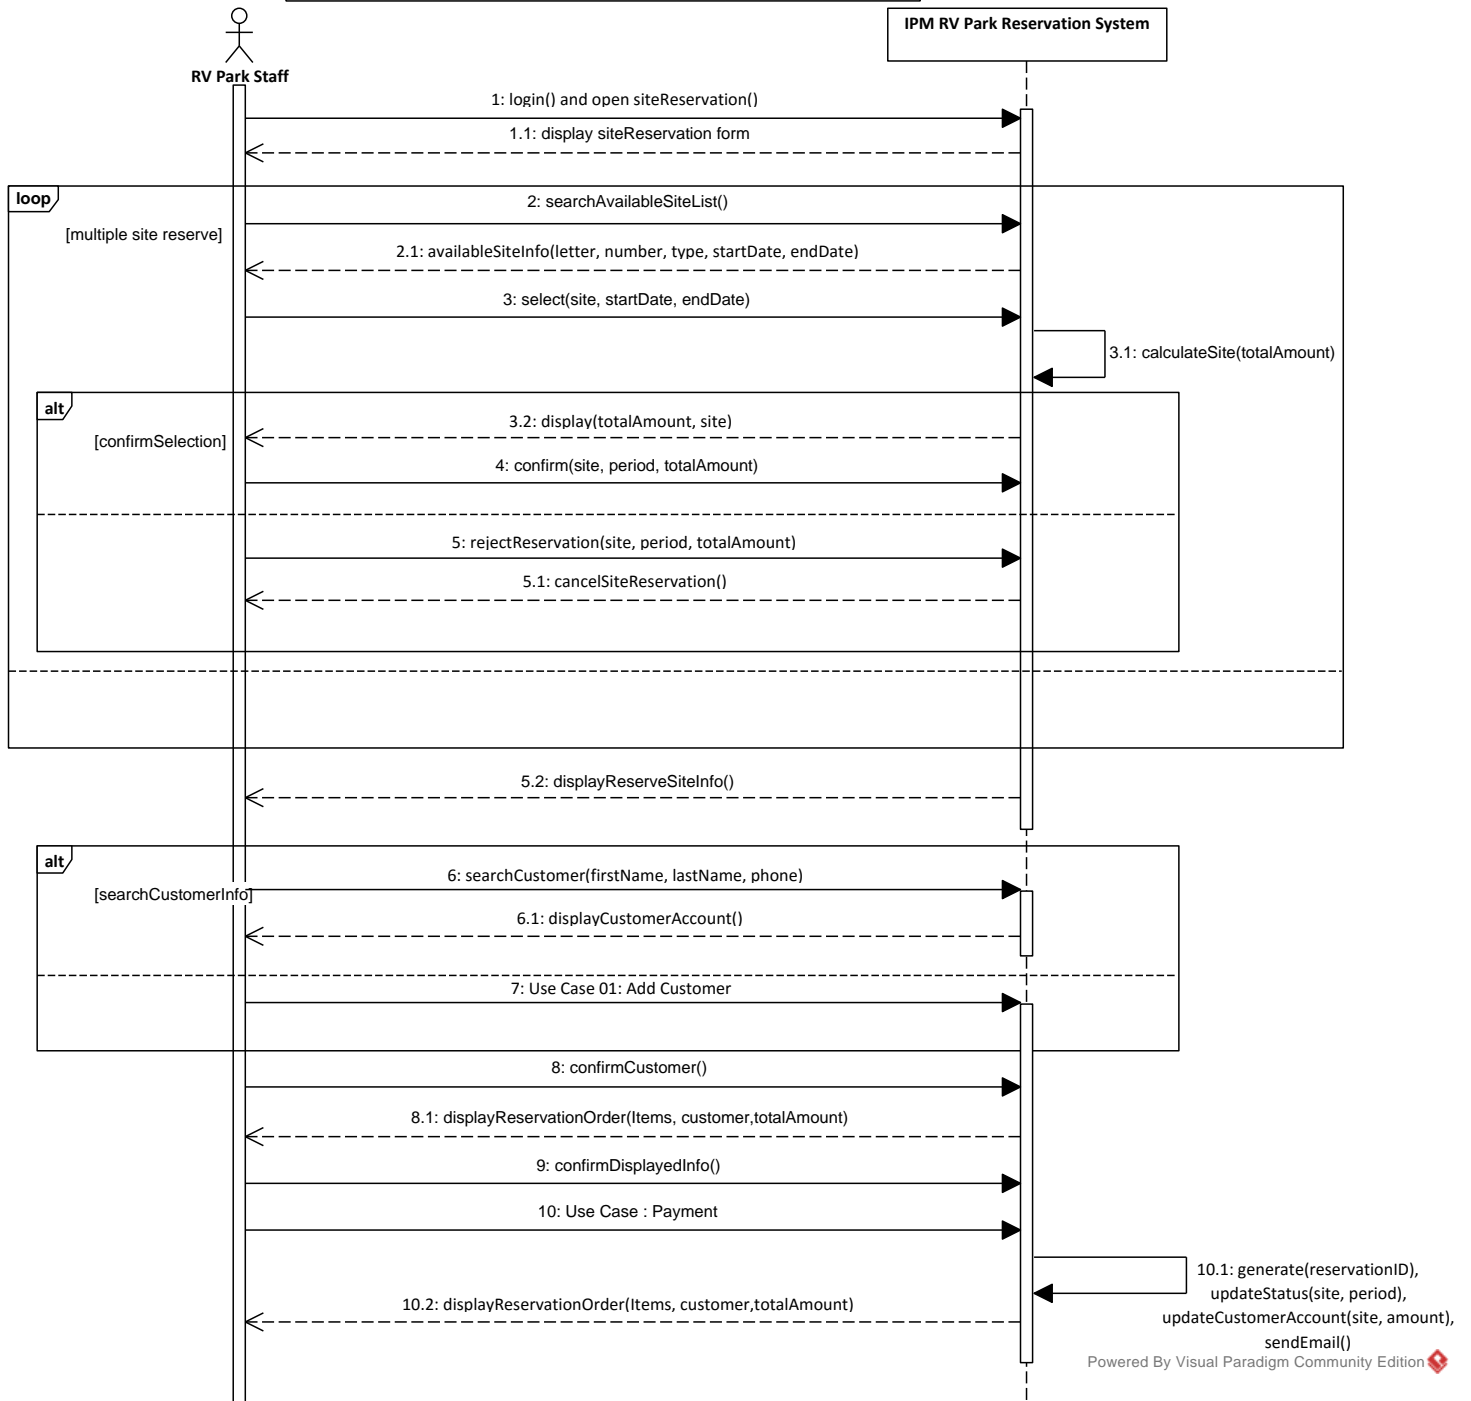 IPM RV Park Reservation System
RV Park Staff
1: login() and open siteReservation()
1.1: display siteReservation form
loop
2: searchAvailableSiteList()
[multiple site reserve]
2.1: availableSiteInfo(letter, number, type, startDate, endDate)
3: select(site, startDate, endDate)
3.1: calculateSite(totalAmount)
alt
3.2: display(totalAmount, site)
[confirmSelection]
4: confirm(site, period, totalAmount)
5: rejectReservation(site, period, totalAmount)
5.1: cancelSiteReservation()
5.2: displayReserveSiteInfo()
alt
6: searchCustomer(firstName, lastName, phone)
[searchCustomerInfo]
6.1: displayCustomerAccount()
7: Use Case 01: Add Customer
8: confirmCustomer()
8.1: displayReservationOrder(Items, customer,totalAmount)
9: confirmDisplayedInfo()
10: Use Case : Payment
10.1: generate(reservationID),
updateStatus(site, period),
updateCustomerAccount(site, amount),
sendEmail()
10.2: displayReservationOrder(Items, customer,totalAmount)
Powered By Visual Paradigm Community Edition